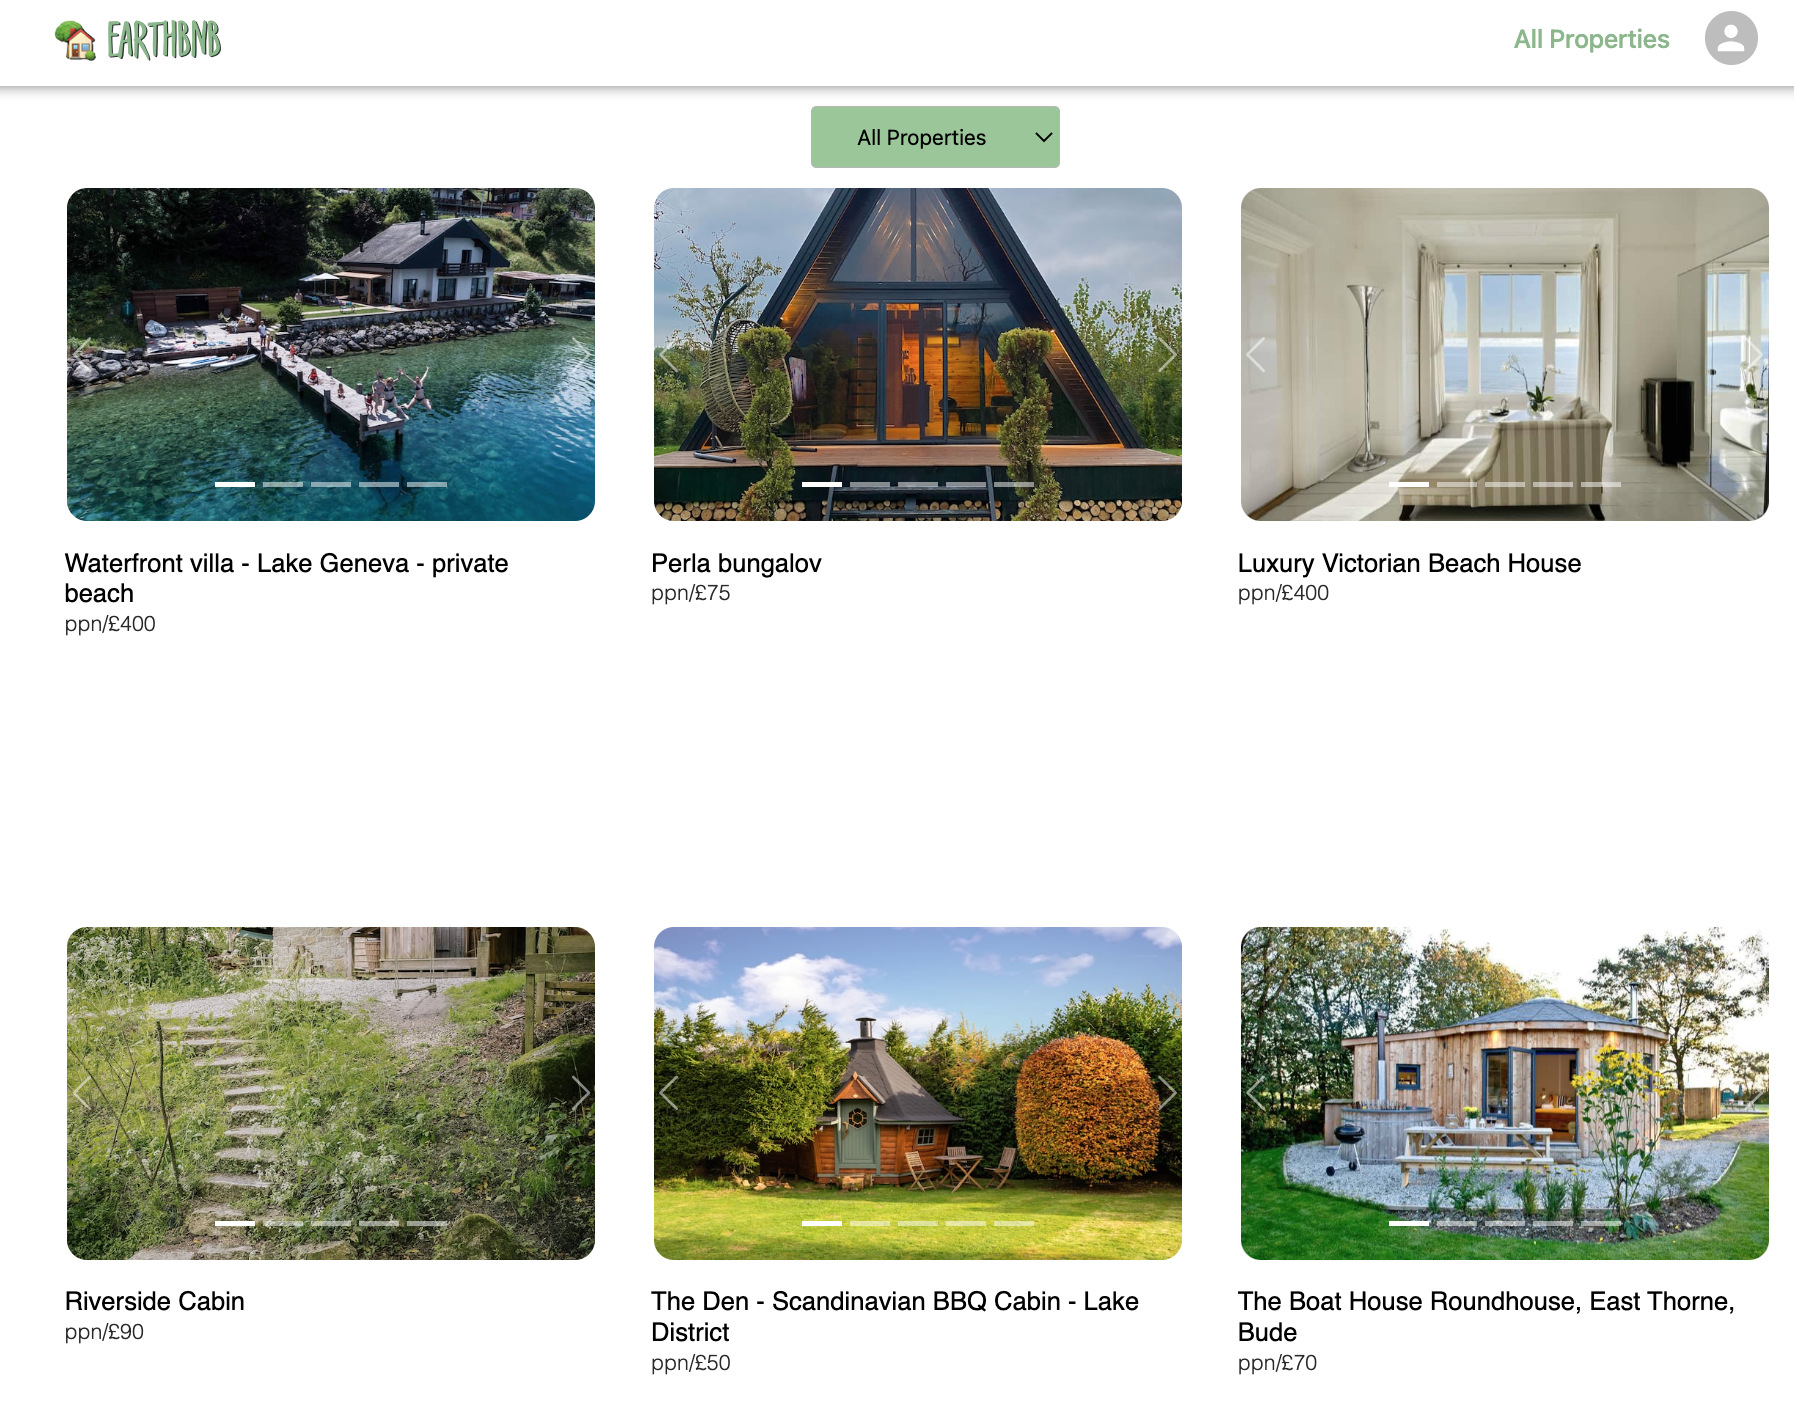 EARTHBNB
All Properties
All Properties
Waterfront villa - Lake Geneva - private
beach
ppn/£400
Perla bungalov
ppn/£75
Luxury Victorian Beach House
ppn/£400
Riverside Cabin
ppn/£90
The Den - Scandinavian BBQ Cabin - Lake
District
ppn/£50
The Boat House Roundhouse, East Thorne,
Bude
ppn/£70